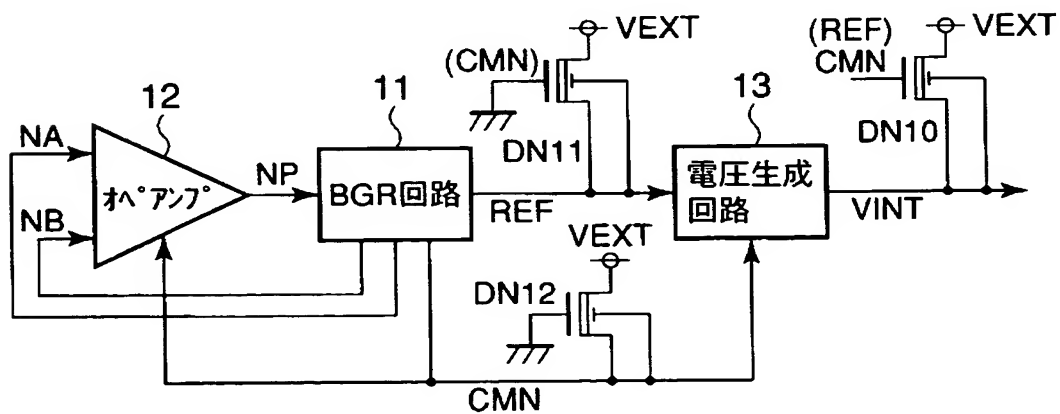 VEXT
(REF)
VEXT
(CMN)
CMN
12
11
13
NA
DN11
DN10
オペアンプ
NP
BGR回路
電圧生成
回路
NB
REF
VINT
VEXT
DN12
CMN